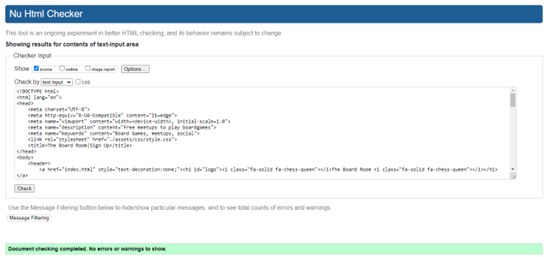 Nu Html Checker
This tool is an ongoing experiment in better HTML checking, and its behavior remains subject to change
Showing results for contents of text-input area
Checker Input
Show source outline image report Options...
Check by text input css
<!DOCTYPE html>
<html lang="en">
<head>
<meta charset="UTF-8">
<meta http-equiv="X-UA-Compatible" content="IE=edge">
<meta name="viewport" content="width=device-width, initial-scale=1.0">
<meta name="description" content="Free meetups to play boardgames">
<meta name="keywords" content="Board Games, meetups, social">
<link rel="stylesheet" href="./assets/css/style.css">
<title>The Board Room|Sign Up</title>
</head>
<body>
<header>
<a href="index.html" style="text-decoration:none;"><h1 id="logo"><i class="fa-solid fa-chess-queen"></i>The Board Room <i class="fa-solid fa-chess-queen"></i></h1>
</a>
Check
Use the Message Filtering button below to hide/show particular messages, and to see total counts of errors and warnings.
Message Filtering
Document checking completed. No errors or warnings to show.